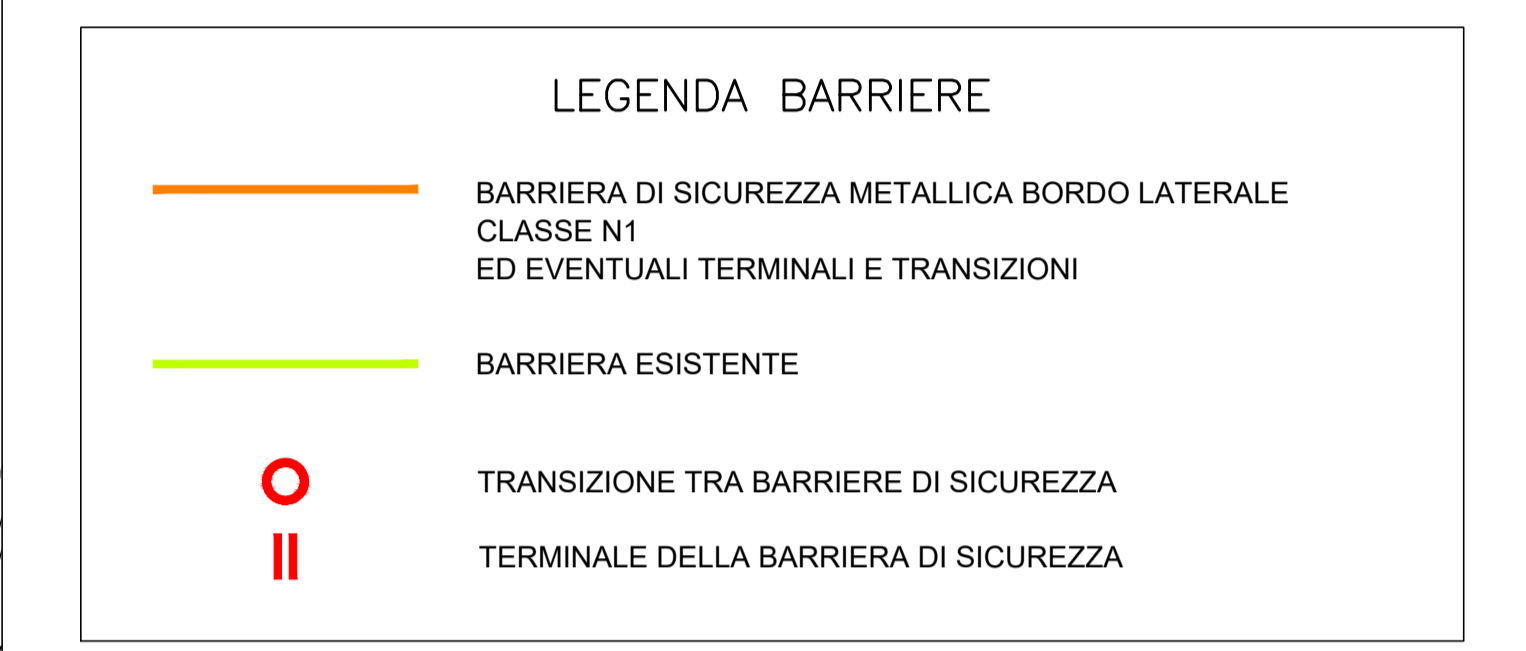 LEGENDA BARRIERE
BARRIERA DI SICUREZZA METALLICA BORDO LATERALE
CLASSE N1
ED EVENTUALI TERMINALI E TRANSIZIONI
BARRIERA ESISTENTE
TRANSIZIONE TRA BARRIERE DI SICUREZZA
TERMINALE DELLA BARRIERA DI SICUREZZA